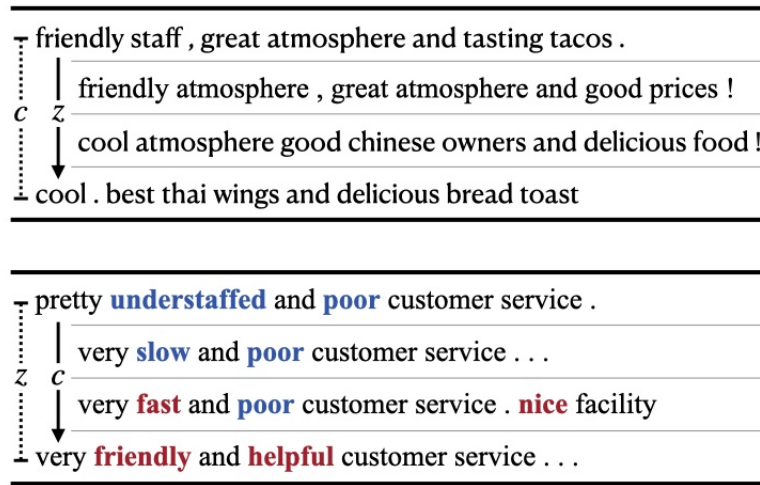 friendly staff , great atmosphere and tasting tacos .
friendly atmosphere , great atmosphere and good prices !
c z
cool atmosphere good chinese owners and delicious food !
cool . best thai wings and delicious bread toast
pretty understaffed and poor customer service .
very slow and poor customer service . . .
z c
very fast and poor customer service . nice facility
very friendly and helpful customer service . . .